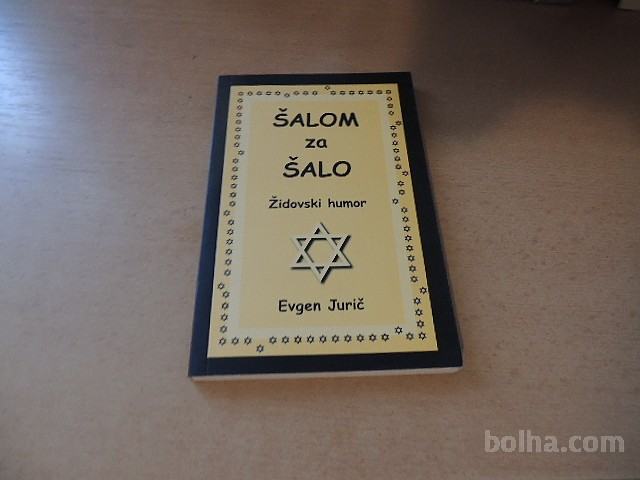 ŠALOM
za
ŠALO
Židovski humor
Evgen Jurič
bolha.com